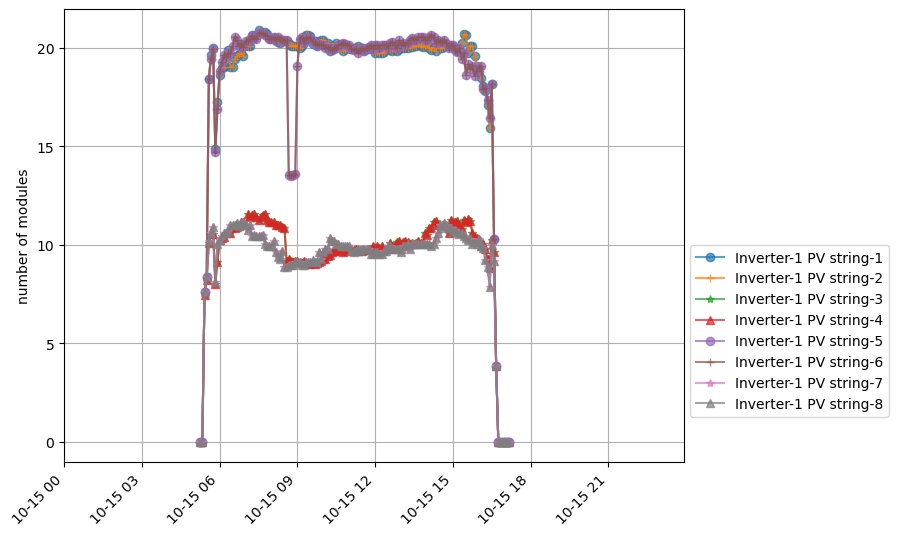 number of modules
20
15
10
5
0
10-15 00
10-15 03
10-15 06
10-15 09
10-15 12
10-15 15
10-15 18
10-15 21
Inverter-1 PV string-1
Inverter-1 PV string-2
Inverter-1 PV string-3
Inverter-1 PV string-4
Inverter-1 PV string-5
Inverter-1 PV string-6
Inverter-1 PV string-7
Inverter-1 PV string-8